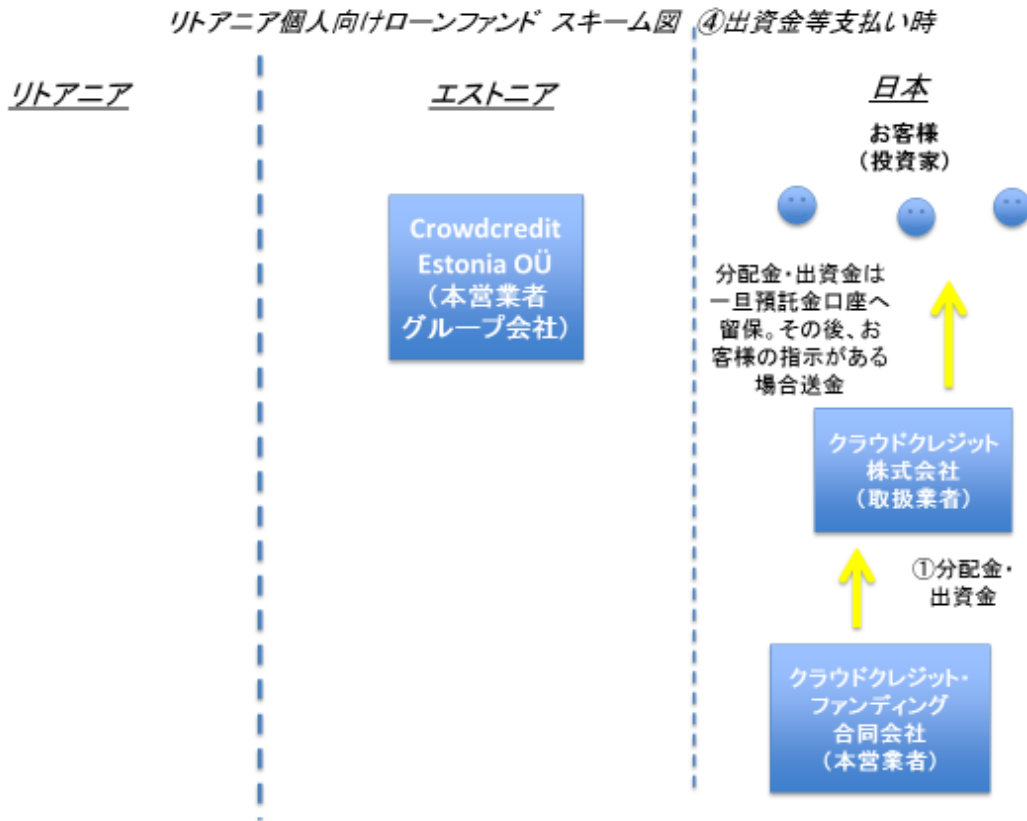 リトアニア個人向けローンファンド スキーム図 ④出資金等支払い時
リトアニア
エストニア
日本
お客様
(投資家)
Crowdcredit
Estonia OÜ
(本営業者
グループ会社)
分配金・出資金は
一旦預託金口座へ
留保。その後、お
客様の指示がある
場合送金
クラウドクレジット
株式会社
(取扱業者)
①分配金・
出資金
クラウドクレジット・
ファンディング
合同会社
(本営業者)